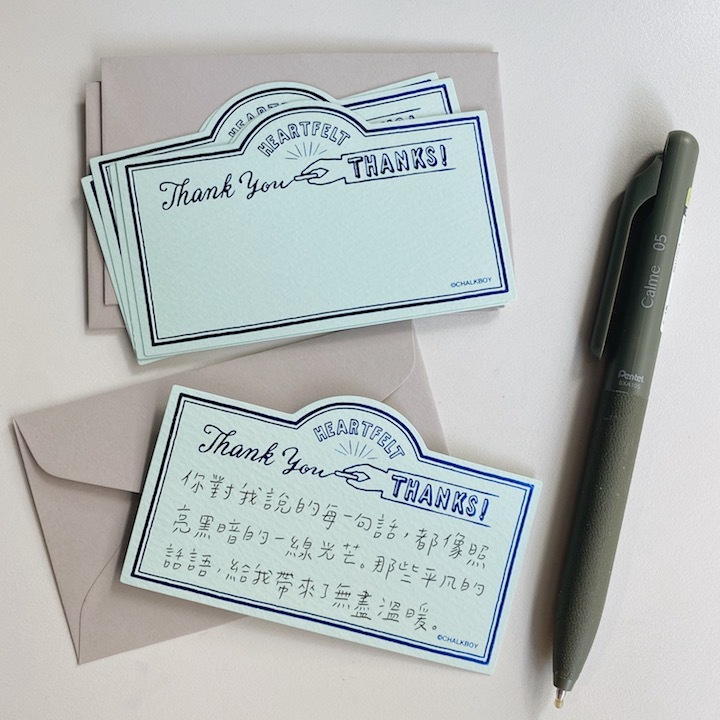 HEARTFELT
HEARTFELT
Thank You THANKS!
©CHALKBOY
HEARTFELT
Thank You THANKS!
你對我說的每一句話，都像照
亮黑暗的一線光芒。那些平凡的
話語，給我帶來了無盡溫暖。
©CHALKBOY
Calme 05
Pentel
BXA105